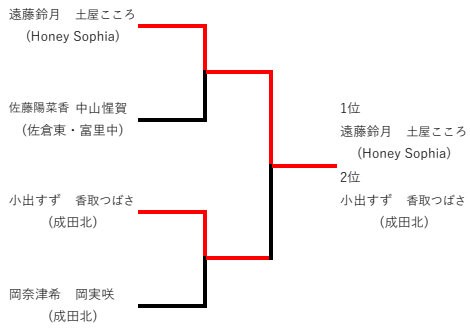 遠藤鈴月　土屋こころ
(Honey Sophia)
佐藤陽菜香 中山惺賀
(佐倉東・富里中)
小出すず　香取つばさ
(成田北)
岡奈津希　岡実咲
(成田北)
1位
遠藤鈴月　土屋こころ
(Honey Sophia)
2位
小出すず　香取つばさ
(成田北)